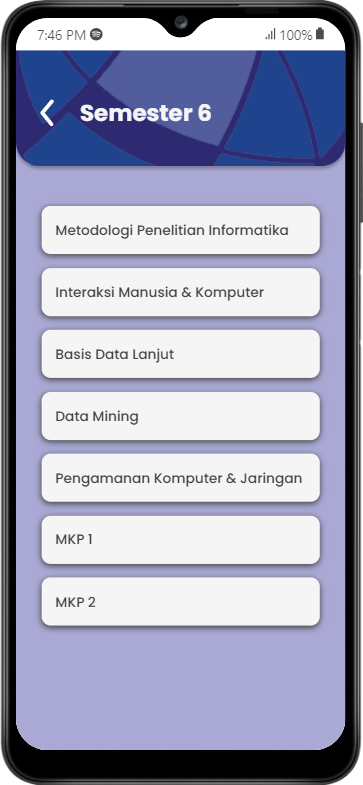 7:46 PM 100%
Semester 6
Metodologi Penelitian Informatika
Interaksi Manusia & Komputer
Basis Data Lanjut
Data Mining
Pengamanan Komputer & Jaringan
MKP 1
MKP 2